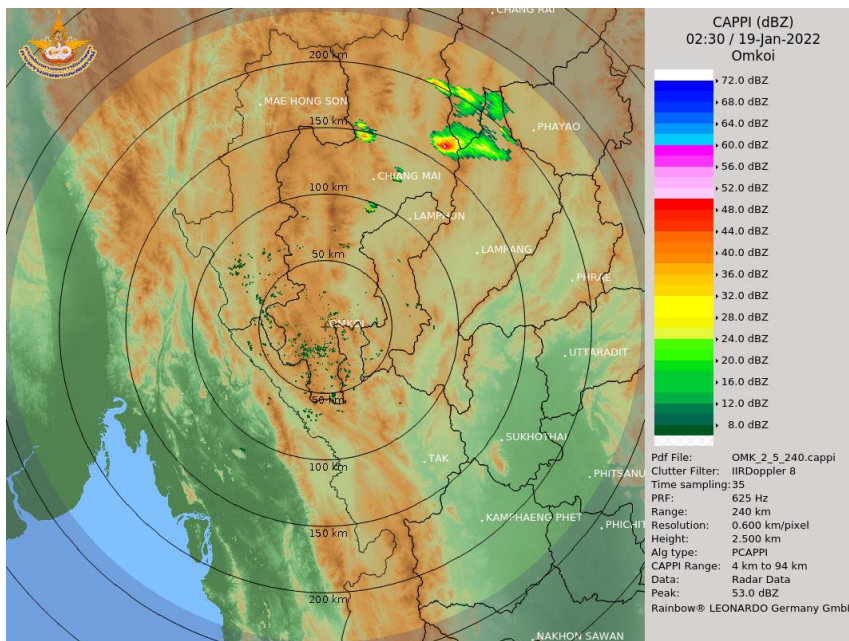 CAPPI (dBZ)
02:30 / 19-Jan-2022
Omkoi
72.0 dBZ
68.0 dBZ
64.0 dBZ
60.0 dBZ
56.0 dBZ
52.0 dBZ
48.0 dBZ
44.0 dBZ
40.0 dBZ
36.0 dBZ
32.0 dBZ
28.0 dBZ
24.0 dBZ
20.0 dBZ
16.0 dBZ
12.0 dBZ
8.0 dBZ
Pdf File: OMK_2_5_240.cappi
Clutter Filter: IIRDoppler 8
Time sampling:35
PRF: 625 Hz
Range: 240 km
Resolution: 0.600 km/pixel
Height: 2.500 km
Alg type: PCAPPI
CAPPI Range: 4 km to 94 km
Data: Radar Data
Peak: 53.0 dBZ
Rainbow® LEONARDO Germany Gmb
CHANG RAI
200 km
MAE HONG SON
150 km
PHAYAO
CHIANG MAI
100 km
LAMPHUN
50 km
LAMPANG
PHRAE
OMKOI
UTTARADIT
50 km
SUKHOTHAI
TAK
100 km
PHITSANU
KAMPHAENG PHET
PHICHIT
150 km
200 km
NAKHON SAWAN